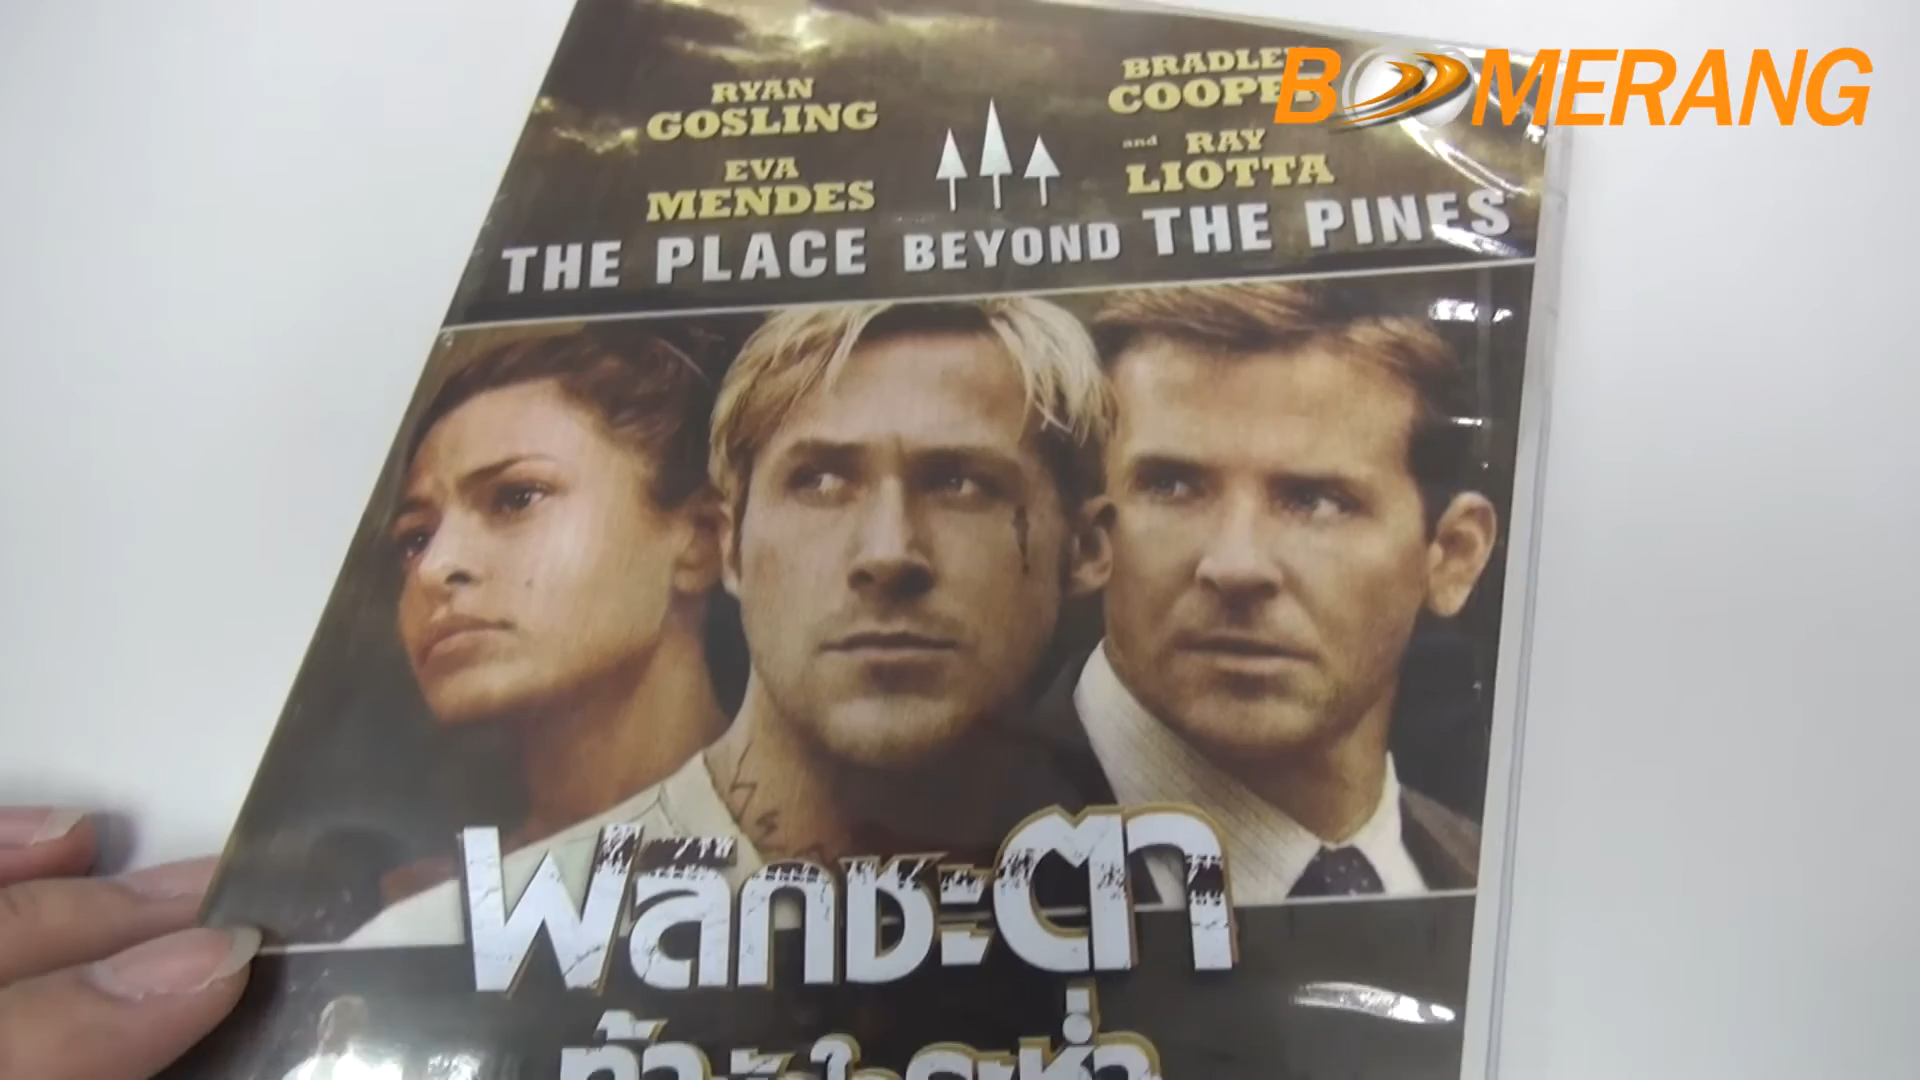 RYAN
GOSLING
EVA
MENDES
BRADLEY
COOPER
and RAY
LIOTTA
BOOMERANG
THE PLACE BEYOND THE PINES
พลิกชะตา